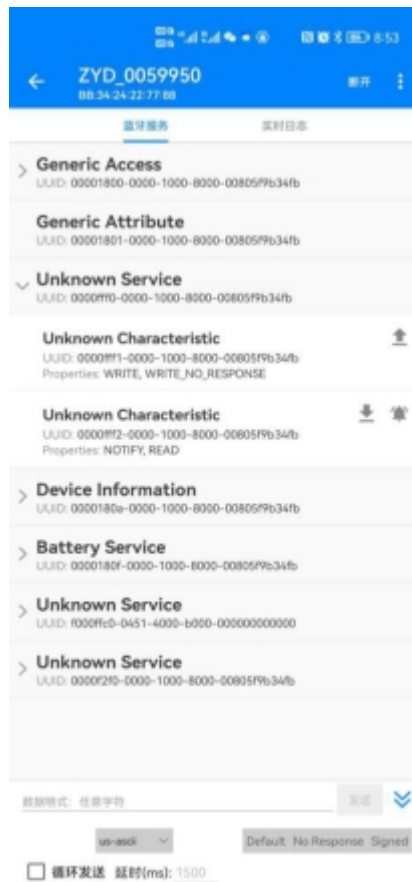 8:53
ZYD_0059950
BB:34:24:22:77:88
断开
蓝牙服务
实时日志
Generic Access
UUID: 00001800-0000-1000-8000-00805f9b34fb
Generic Attribute
UUID: 00001801-0000-1000-8000-00805f9b34fb
Unknown Service
UUID: 0000fff0-0000-1000-8000-00805f9b34fb
Unknown Characteristic
UUID: 0000fff1-0000-1000-8000-00805f9b34fb
Properties: WRITE, WRITE_NO_RESPONSE
Unknown Characteristic
UUID: 0000fff2-0000-1000-8000-00805f9b34fb
Properties: NOTIFY, READ
Device Information
UUID: 0000180a-0000-1000-8000-00805f9b34fb
Battery Service
UUID: 0000180f-0000-1000-8000-00805f9b34fb
Unknown Service
UUID: f000ffc0-0451-4000-b000-000000000000
Unknown Service
UUID: 0000f2f0-0000-1000-8000-00805f9b34fb
数据格式: 任意字符
发送
us-ascii
Default No Response Signed
循环发送 延时(ms): 1500